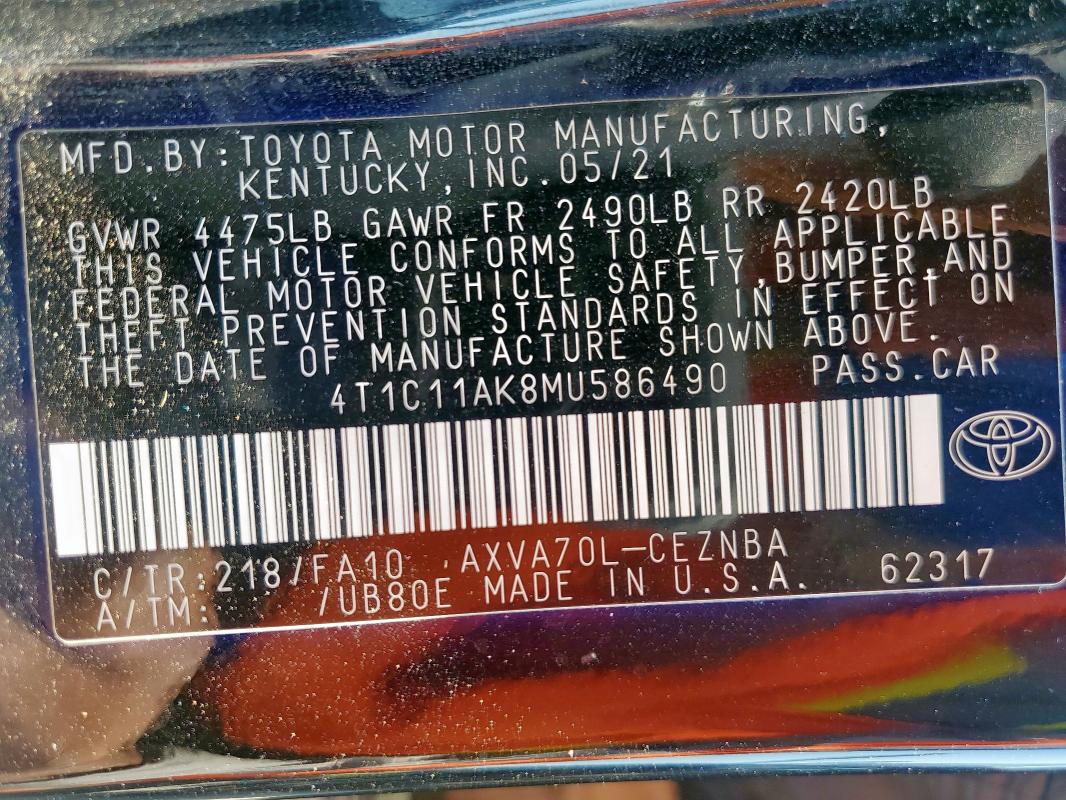 MFD.BY:TOYOTA MOTOR MANUFACTURING,
KENTUCKY,INC.05/21
GVWR 4475LB GAWR FR 2490LB RR 2420LB
THIS VEHICLE CONFORMS TO ALL APPLICABLE
FEDERAL MOTOR VEHICLE SAFETY,BUMPER,AND
THEFT PREVENTION STANDARDS IN EFFECT ON
THE DATE OF MANUFACTURE SHOWN ABOVE.
4T1C11AK8MU586490 PASS.CAR
C/TR:218/FA10 AXVA70L-CEZNBA
A/TM: /UB80E MADE IN U.S.A. 62317